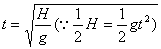 t = √(H/g) (∵ 1/2 H = 1/2 gt²)